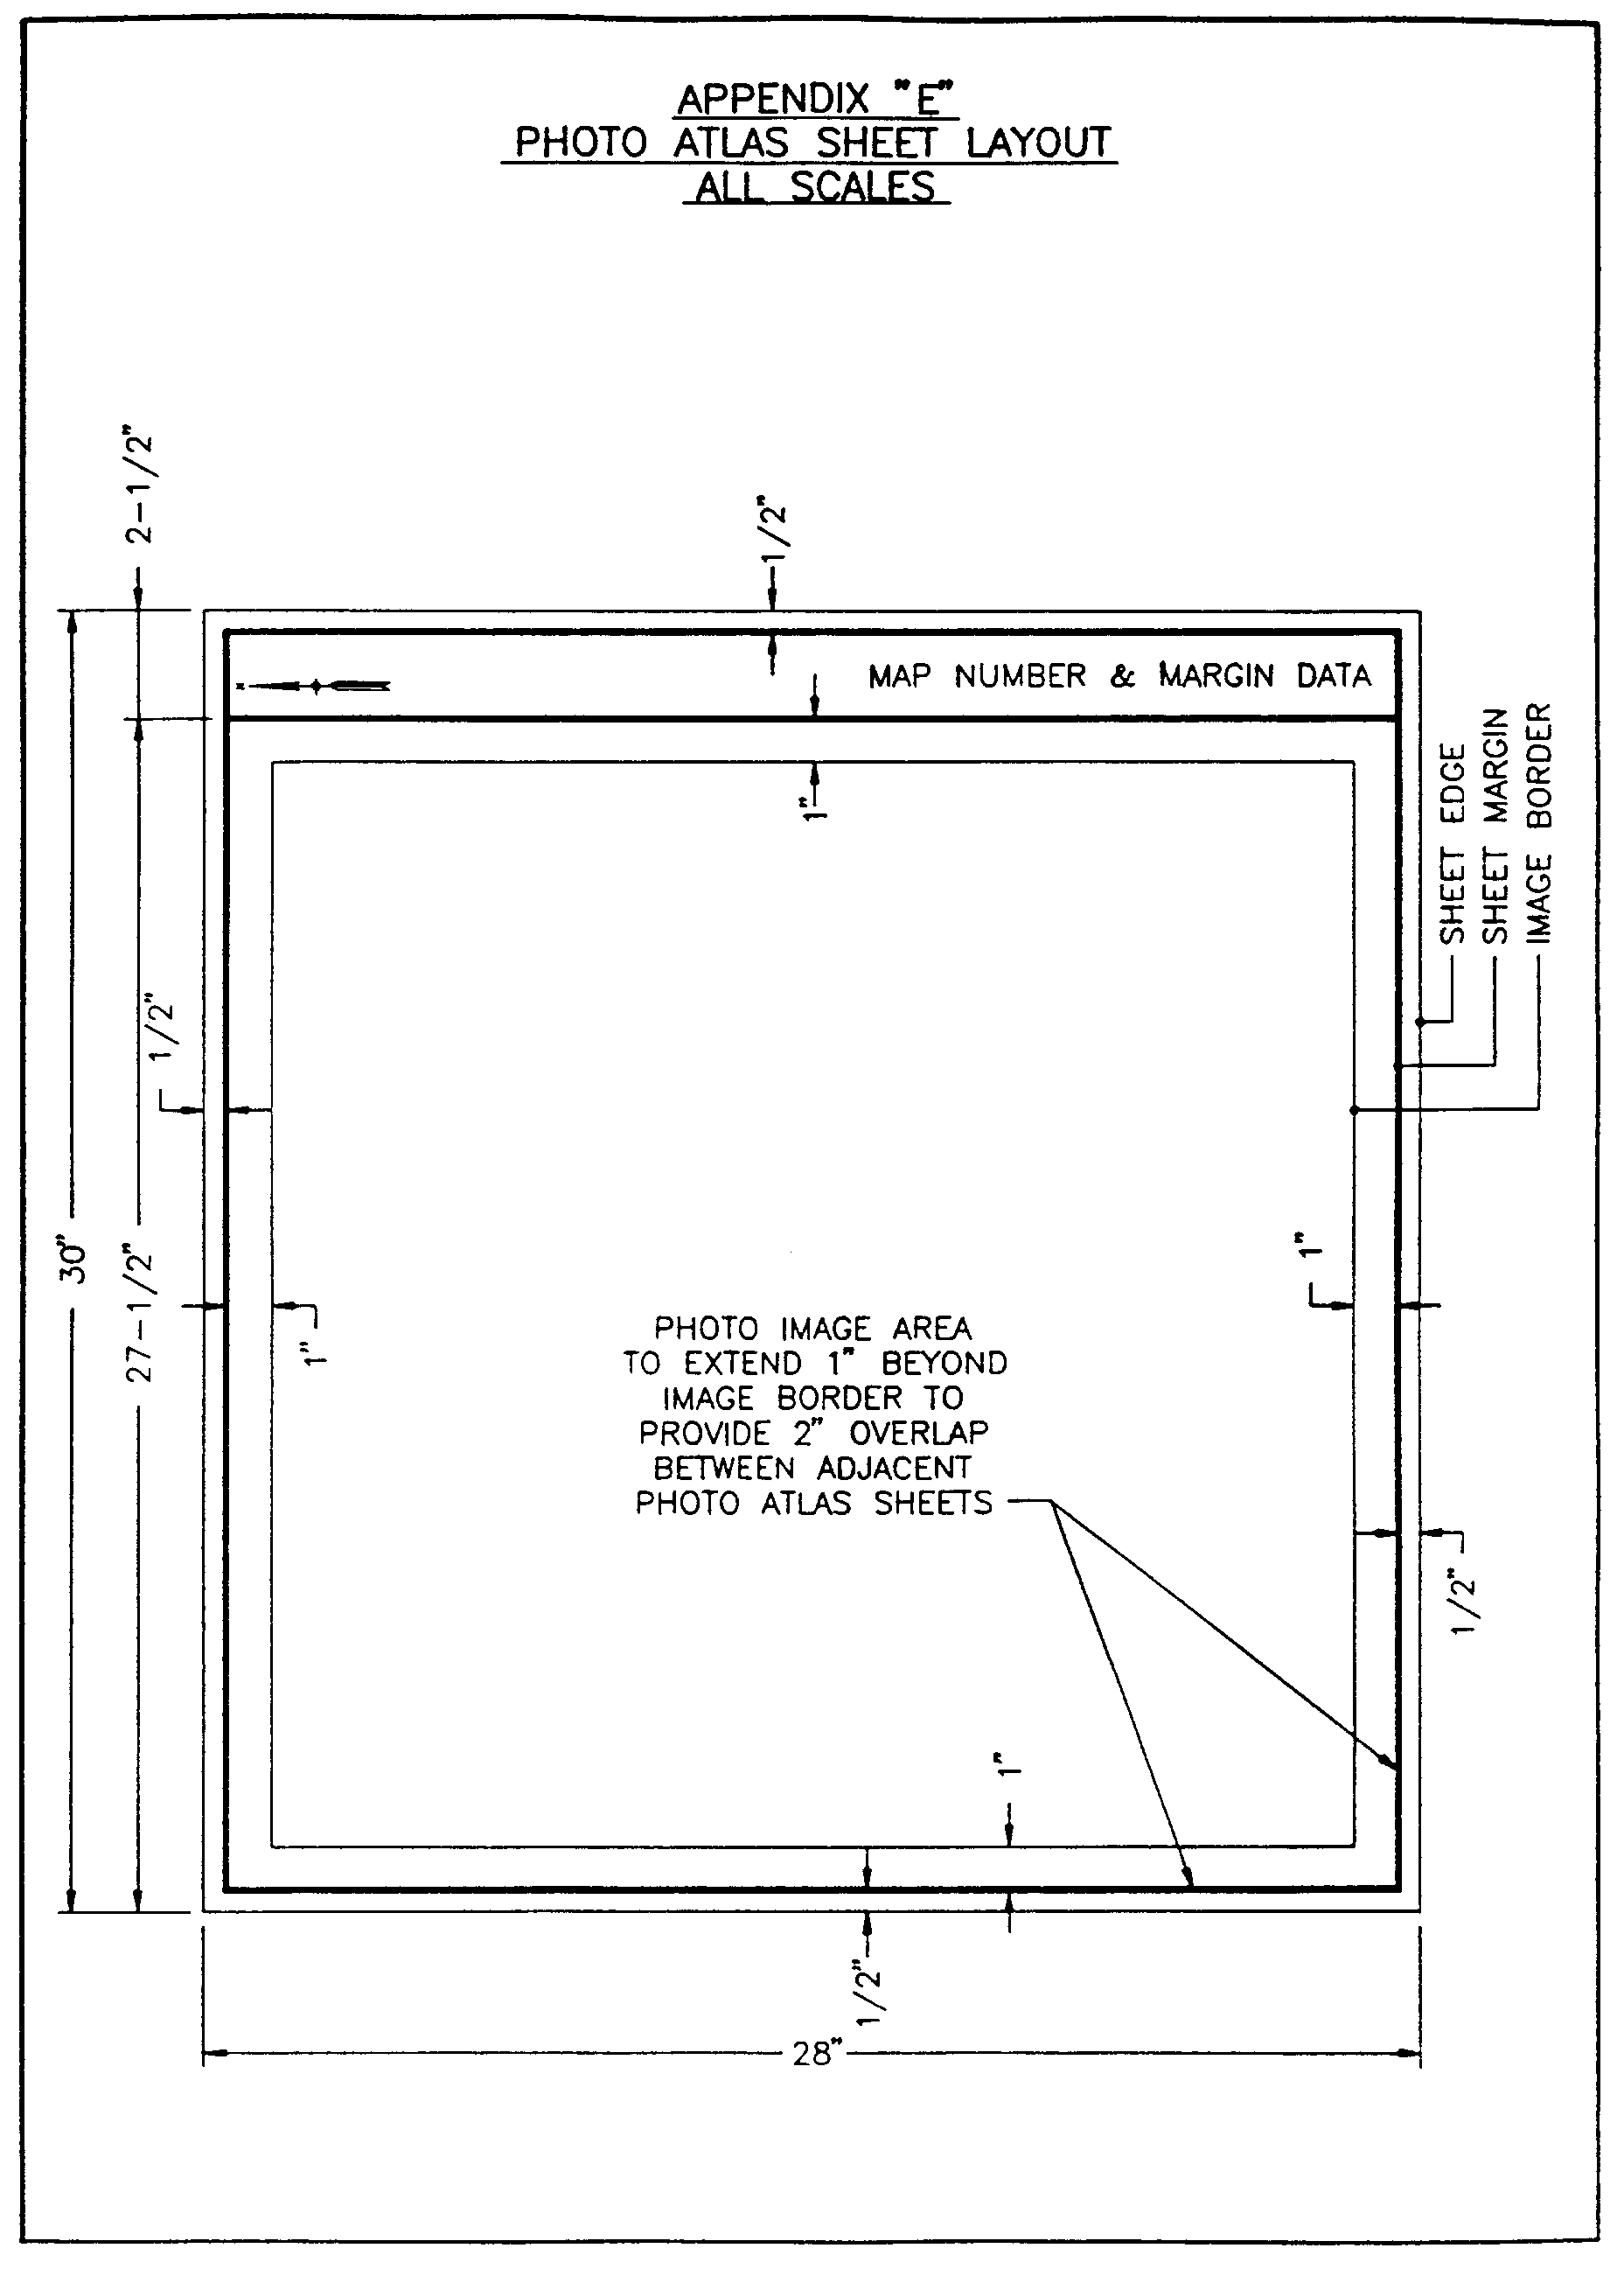 APPENDIX "E"
PHOTO ATLAS SHEET LAYOUT
ALL SCALES
2-1/2"
1/2"
MAP NUMBER & MARGIN DATA
1"
SHEET EDGE
SHEET MARGIN
IMAGE BORDER
1/2"
30"
27-1/2"
1"
1"
PHOTO IMAGE AREA
TO EXTEND 1" BEYOND
IMAGE BORDER TO
PROVIDE 2" OVERLAP
BETWEEN ADJACENT
PHOTO ATLAS SHEETS
1/2"
1"
1/2"
28"